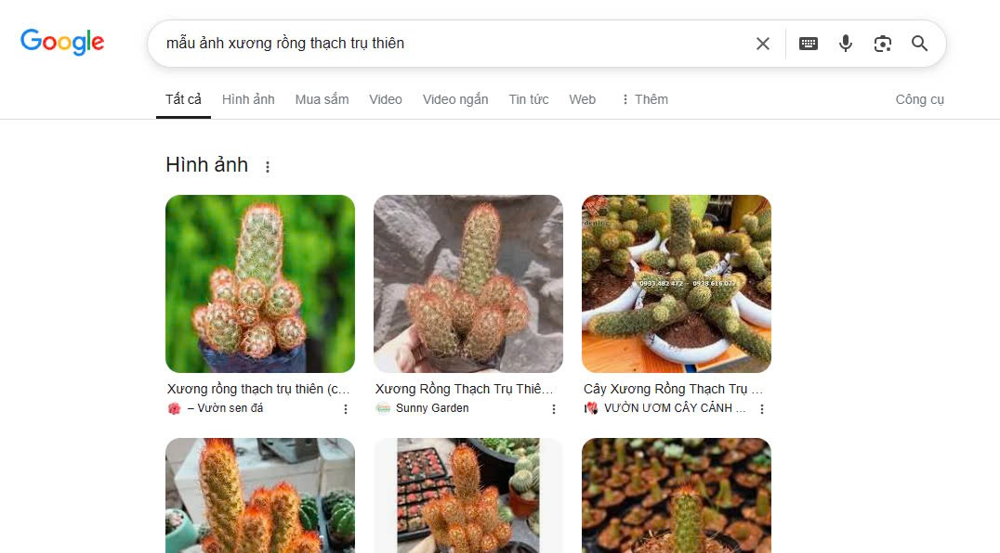 Google
mẫu ảnh xương rồng thạch trụ thiên
Tất cả Hình ảnh Mua sắm Video Video ngắn Tin tức Web Thêm Công cụ
Hình ảnh
0933.482 472 - 0938 616 077
Xương rồng thạch trụ thiên (c... Xương Rồng Thạch Trụ Thiê... Cây Xương Rồng Thạch Trụ ...
– Vườn sen đá Sunny Garden VƯỜN ƯƠM CÂY CẢNH ...